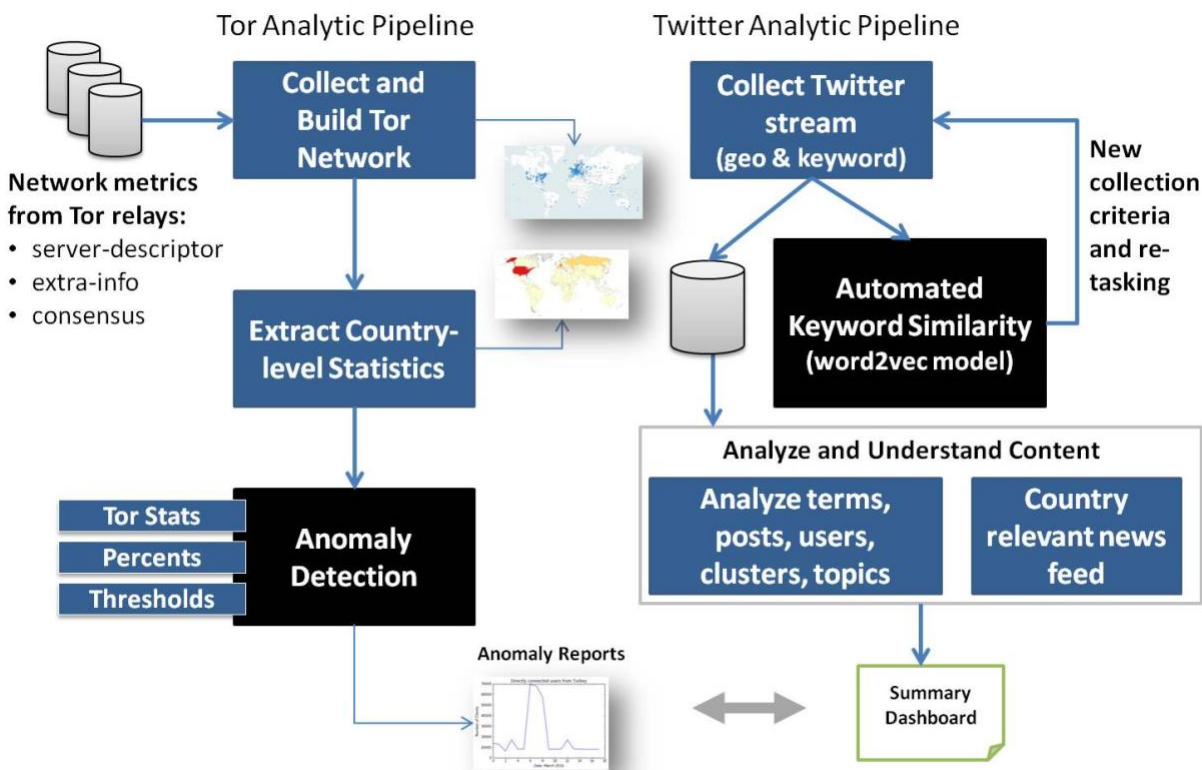 Tor Analytic Pipeline
Collect and
Build Tor
Network
Network metrics
from Tor relays:
• server-descriptor
• extra-info
• consensus
Extract Country-
level Statistics
Tor Stats
Percents
Thresholds
Anomaly
Detection
Anomaly Reports
Directly connected users from Turkey
Twitter Analytic Pipeline
Collect Twitter
stream
(geo & keyword)
New
collection
criteria
and re-
tasking
Automated
Keyword Similarity
(word2vec model)
Analyze and Understand Content
Analyze terms,
posts, users,
clusters, topics
Country
relevant news
feed
Summary
Dashboard